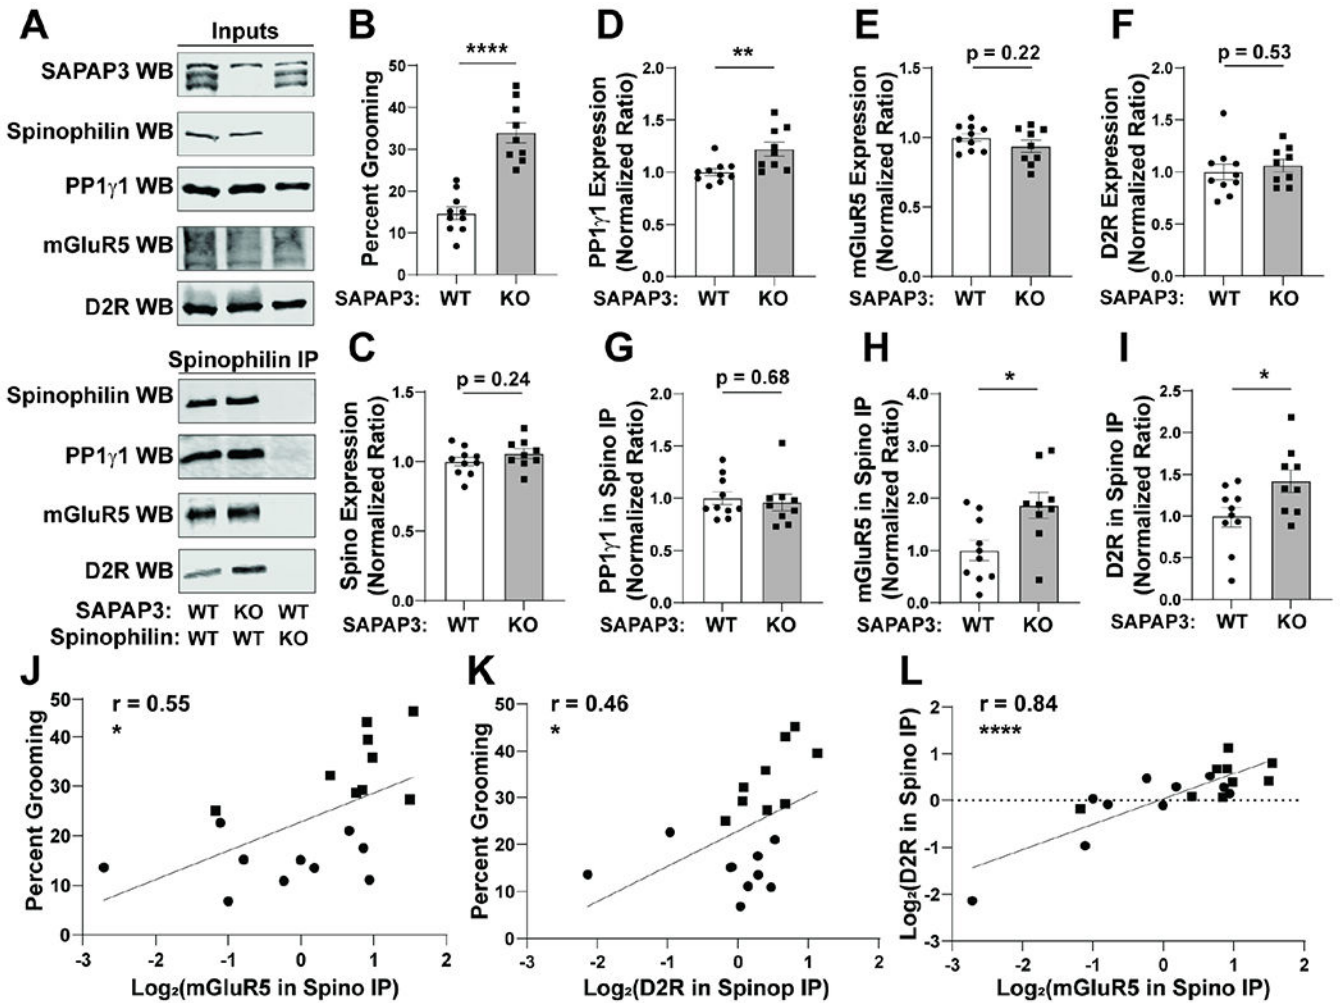 A
Inputs
SAPAP3 WB
Spinophilin WB
PP1γ1 WB
mGluR5 WB
D2R WB
Spinophilin IP
Spinophilin WB
PP1γ1 WB
mGluR5 WB
D2R WB
SAPAP3: WT KO WT
Spinophilin: WT WT KO
B
Percent Grooming
****
50
40
30
20
10
0
SAPAP3: WT KO
C
Spino Expression
(Normalized Ratio)
p = 0.24
1.5
1.0
0.5
0.0
SAPAP3: WT KO
D
PP1γ1 Expression
(Normalized Ratio)
**
2.0
1.5
1.0
0.5
0.0
SAPAP3: WT KO
E
mGluR5 Expression
(Normalized Ratio)
p = 0.22
1.5
1.0
0.5
0.0
SAPAP3: WT KO
F
D2R Expression
(Normalized Ratio)
p = 0.53
2.0
1.5
1.0
0.5
0.0
SAPAP3: WT KO
G
PP1γ1 in Spino IP
(Normalized Ratio)
p = 0.68
2.0
1.5
1.0
0.5
0.0
SAPAP3: WT KO
H
mGluR5 in Spino IP
(Normalized Ratio)
*
4.0
3.0
2.0
1.0
0.0
SAPAP3: WT KO
I
D2R in Spino IP
(Normalized Ratio)
*
2.5
2.0
1.5
1.0
0.5
0.0
SAPAP3: WT KO
J
Percent Grooming
r = 0.55
*
50
40
30
20
10
0
-3 -2 -1 0 1 2
Log₂(mGluR5 in Spino IP)
K
Percent Grooming
r = 0.46
*
50
40
30
20
10
0
-3 -2 -1 0 1 2
Log₂(D2R in Spinop IP)
L
Log₂(D2R in Spino IP)
r = 0.84
****
2
1
0
-1
-2
-3
-3 -2 -1 0 1 2
Log₂(mGluR5 in Spino IP)